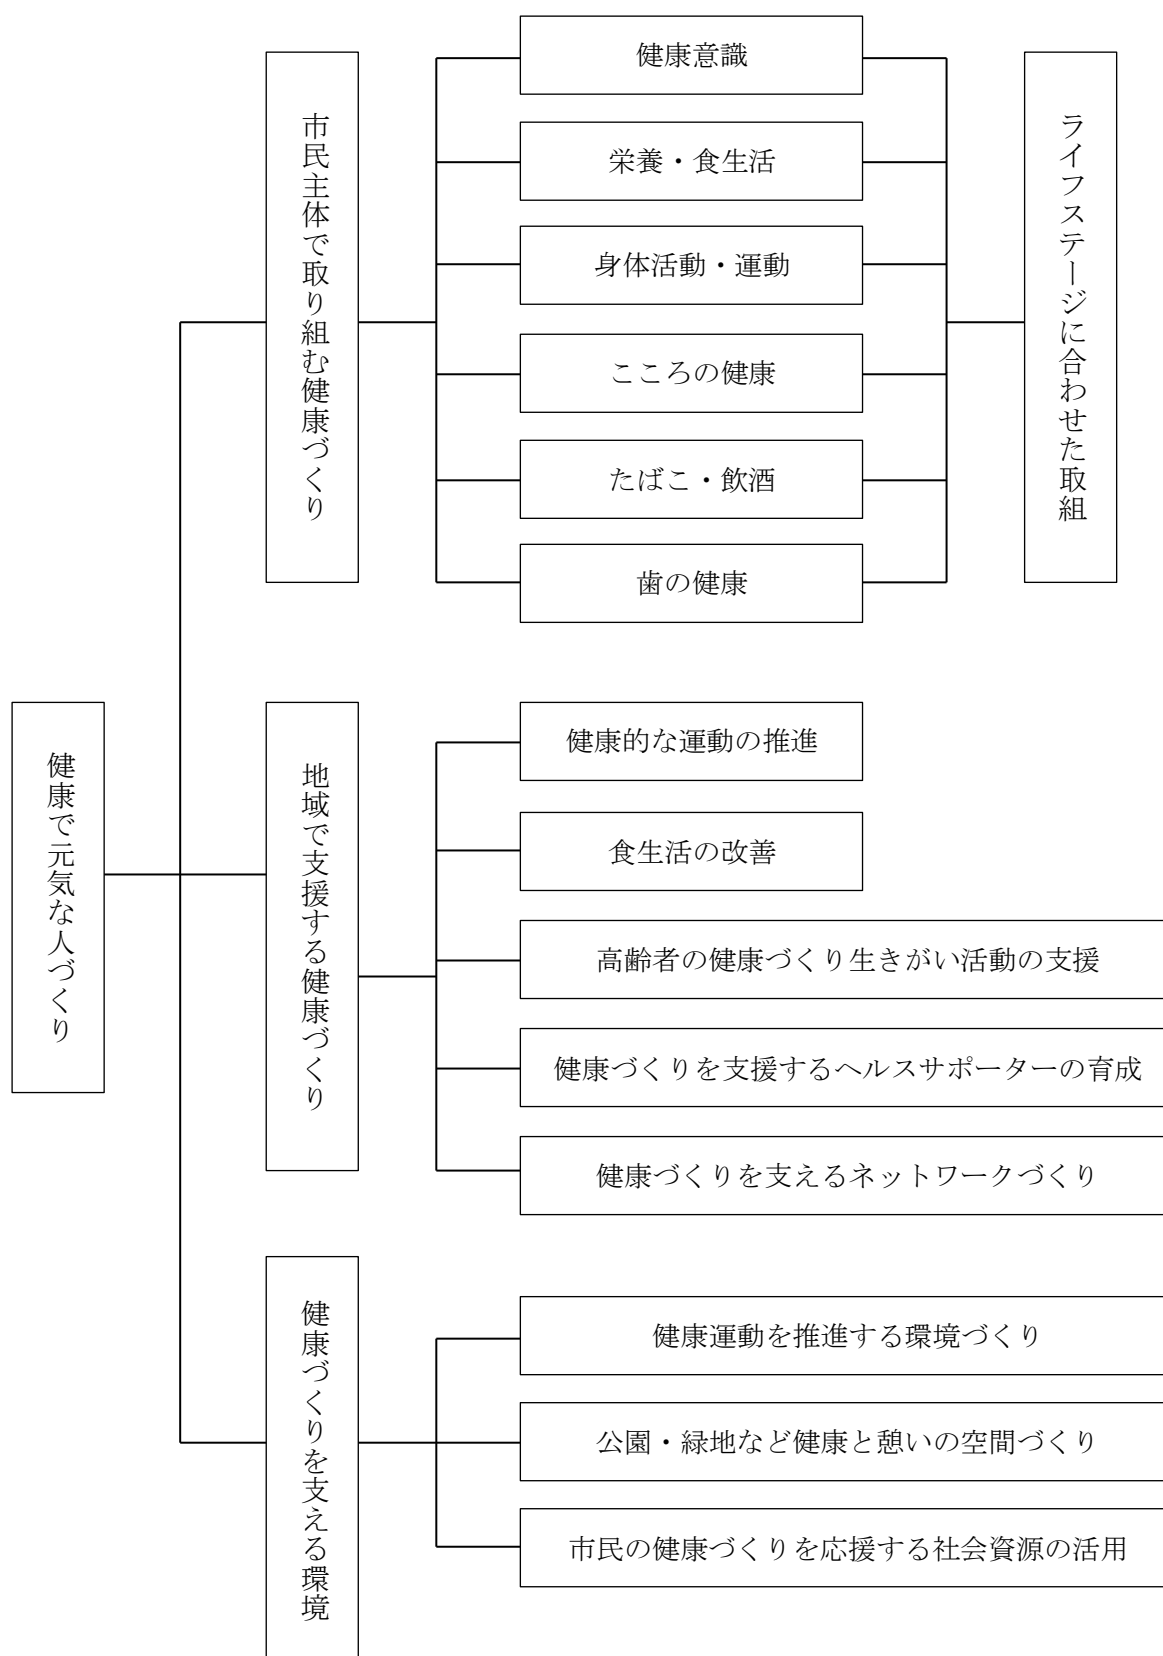 健康で元気な人づくり
市民主体で取り組む健康づくり
健康意識
栄養・食生活
身体活動・運動
こころの健康
たばこ・飲酒
歯の健康
ライフステージに合わせた取組
地域で支援する健康づくり
健康的な運動の推進
食生活の改善
高齢者の健康づくり生きがい活動の支援
健康づくりを支援するヘルスサポーターの育成
健康づくりを支えるネットワークづくり
健康づくりを支える環境
健康運動を推進する環境づくり
公園・緑地など健康と憩いの空間づくり
市民の健康づくりを応援する社会資源の活用